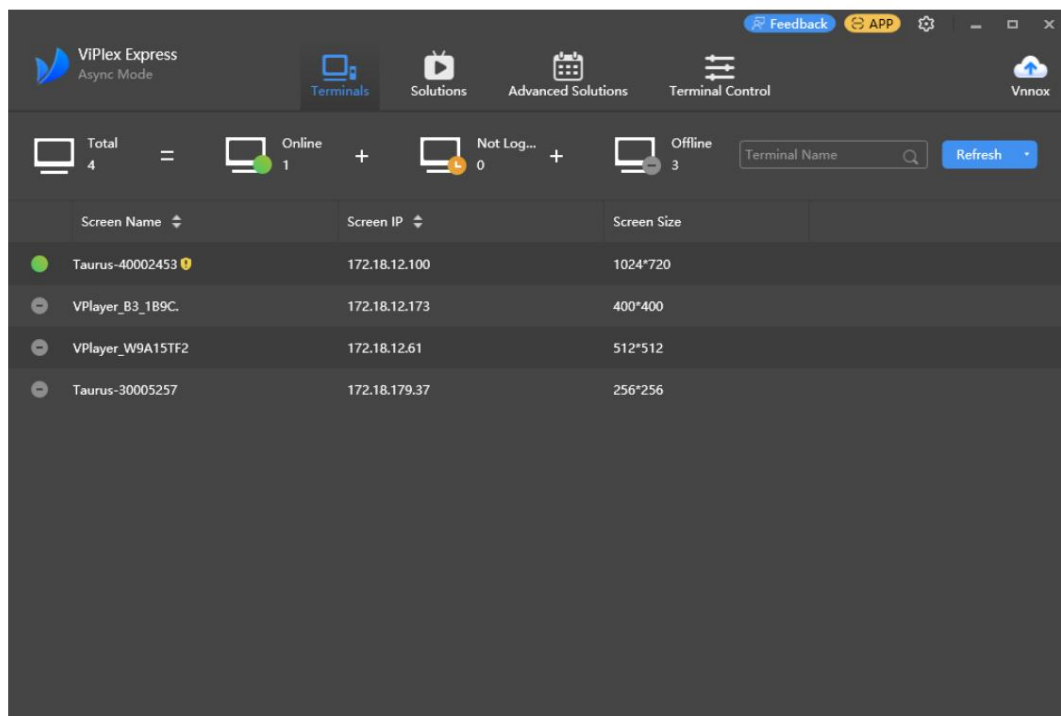 Feedback APP
ViPlex Express
Async Mode
Terminals Solutions Advanced Solutions Terminal Control Vnnox
Total Online Not Log... Offline
4 = 1 + 0 + 3
Terminal Name Refresh
Screen Name Screen IP Screen Size
Taurus-40002453 172.18.12.100 1024*720
VPlayer_B3_1B9C. 172.18.12.173 400*400
VPlayer_W9A15TF2 172.18.12.61 512*512
Taurus-30005257 172.18.179.37 256*256